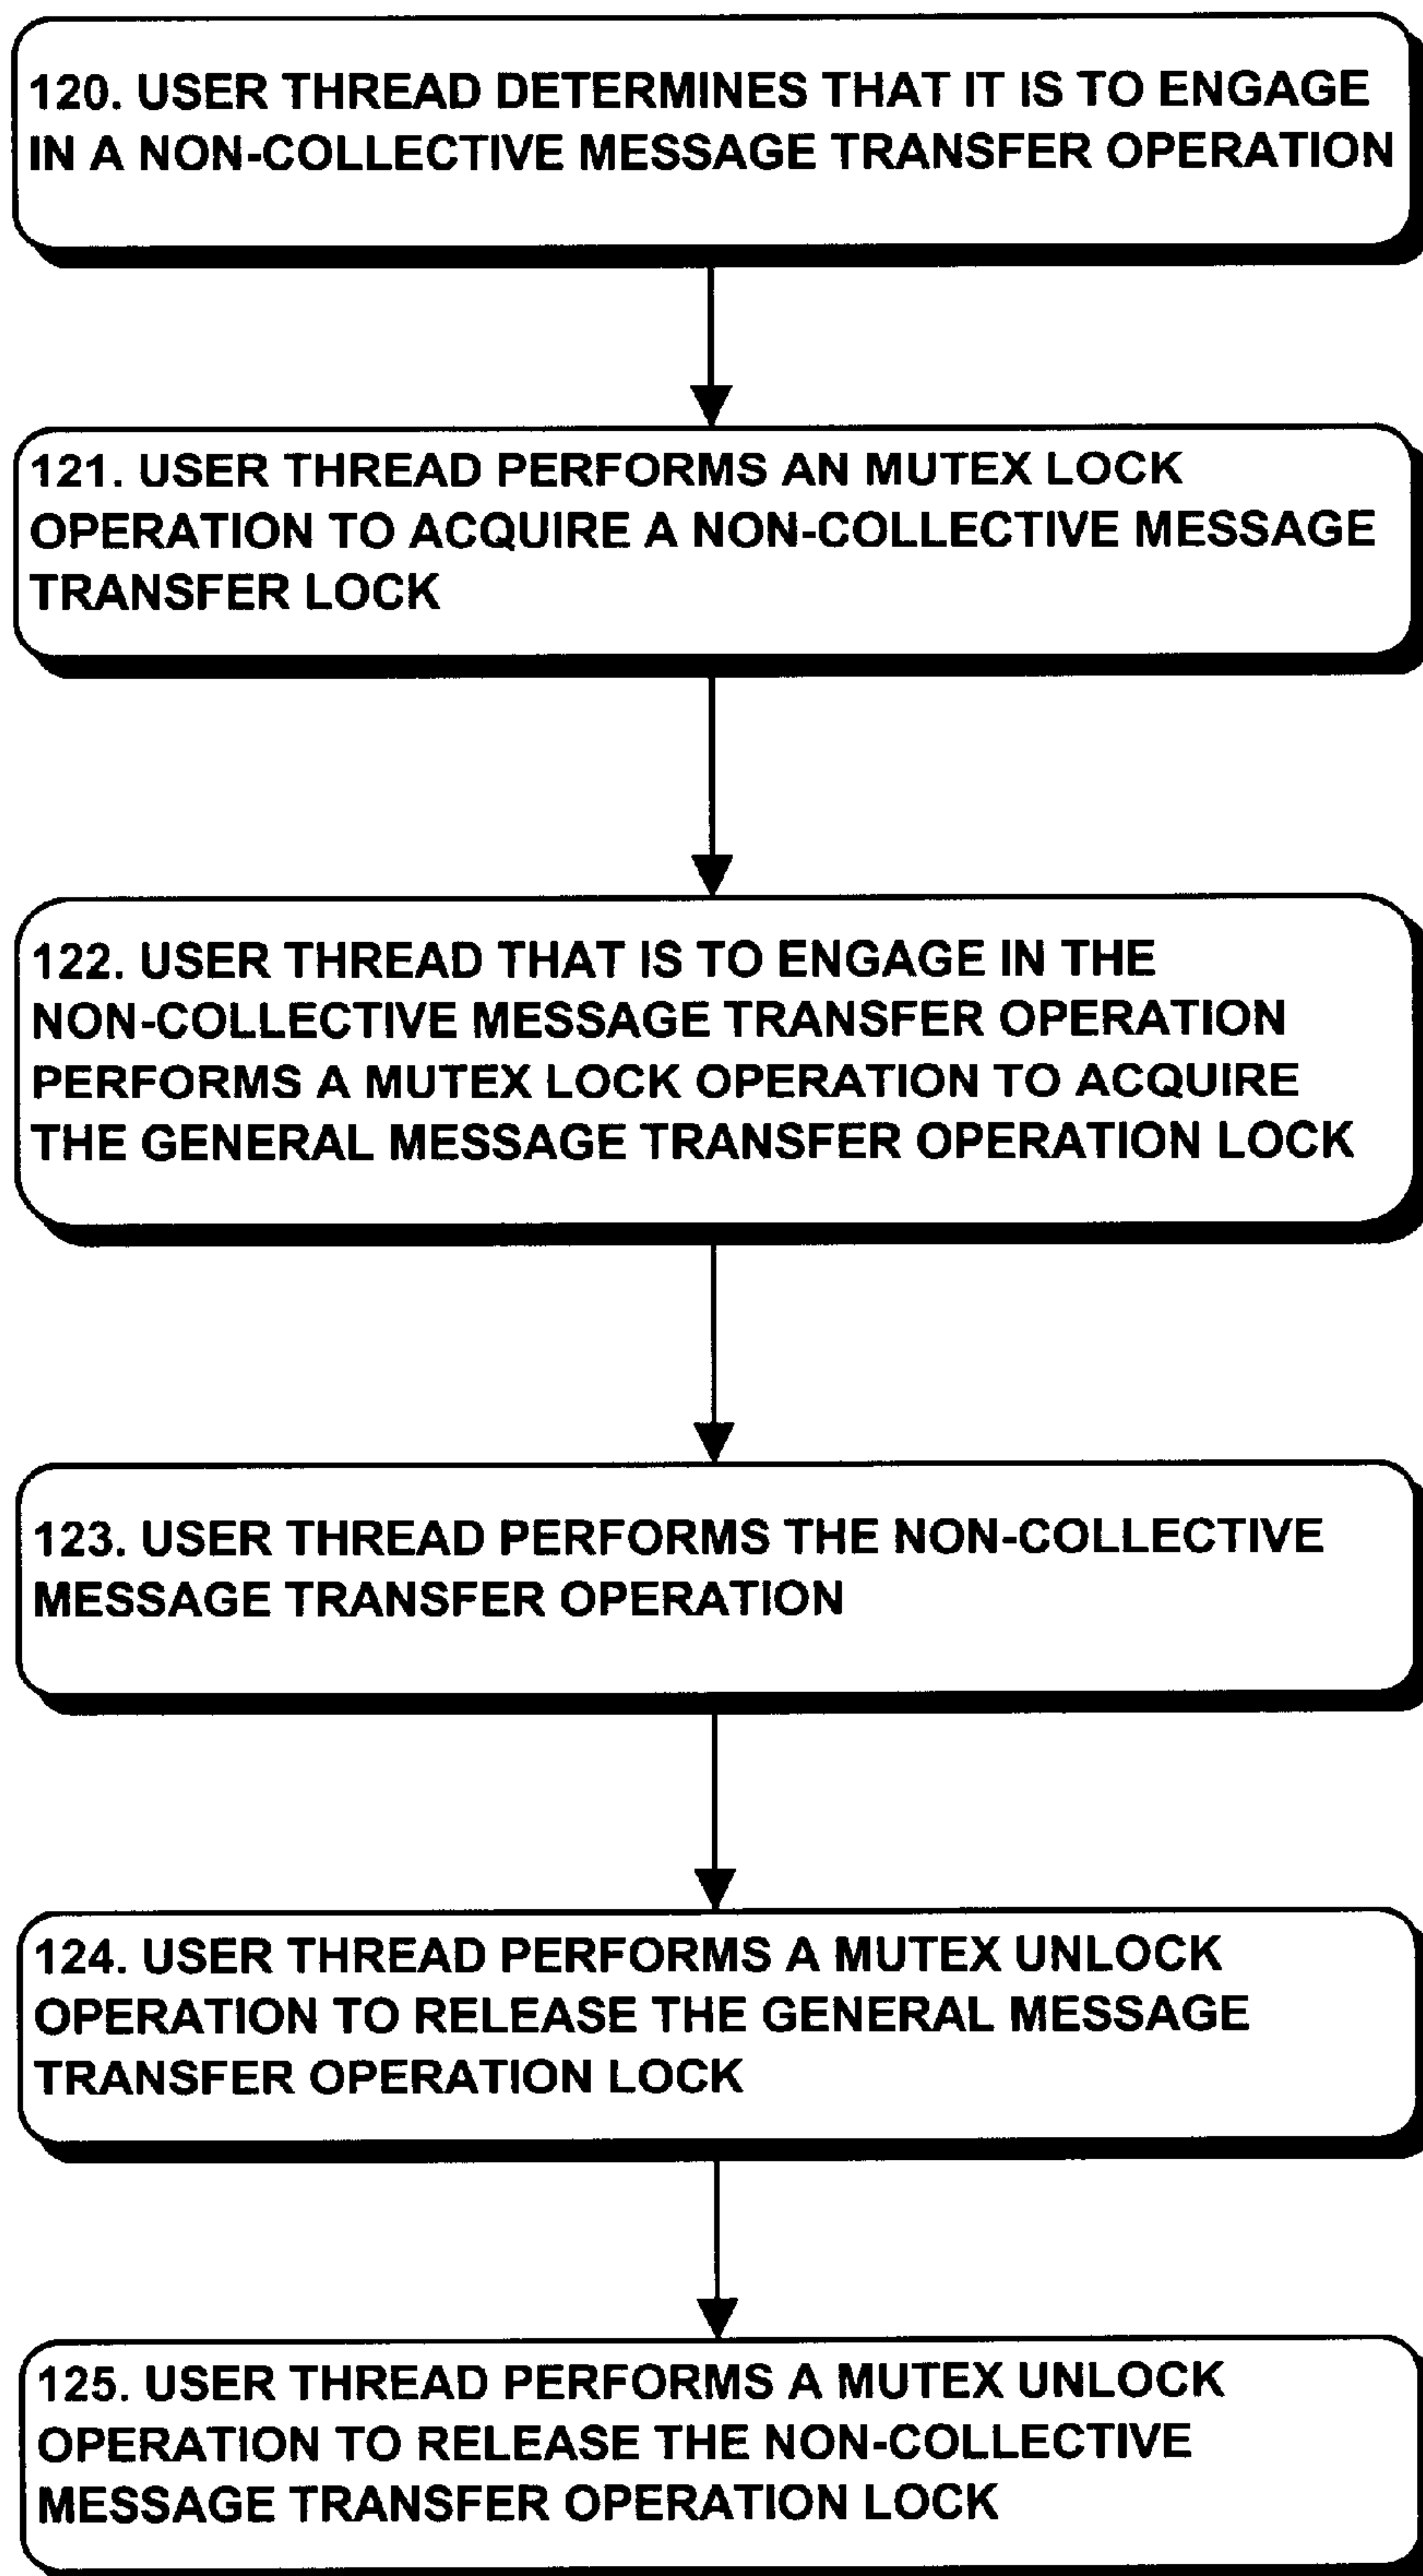 120. USER THREAD DETERMINES THAT IT IS TO ENGAGE
IN A NON-COLLECTIVE MESSAGE TRANSFER OPERATION
121. USER THREAD PERFORMS AN MUTEX LOCK
OPERATION TO ACQUIRE A NON-COLLECTIVE MESSAGE
TRANSFER LOCK
122. USER THREAD THAT IS TO ENGAGE IN THE
NON-COLLECTIVE MESSAGE TRANSFER OPERATION
PERFORMS A MUTEX LOCK OPERATION TO ACQUIRE
THE GENERAL MESSAGE TRANSFER OPERATION LOCK
123. USER THREAD PERFORMS THE NON-COLLECTIVE
MESSAGE TRANSFER OPERATION
124. USER THREAD PERFORMS A MUTEX UNLOCK
OPERATION TO RELEASE THE GENERAL MESSAGE
TRANSFER OPERATION LOCK
125. USER THREAD PERFORMS A MUTEX UNLOCK
OPERATION TO RELEASE THE NON-COLLECTIVE
MESSAGE TRANSFER OPERATION LOCK